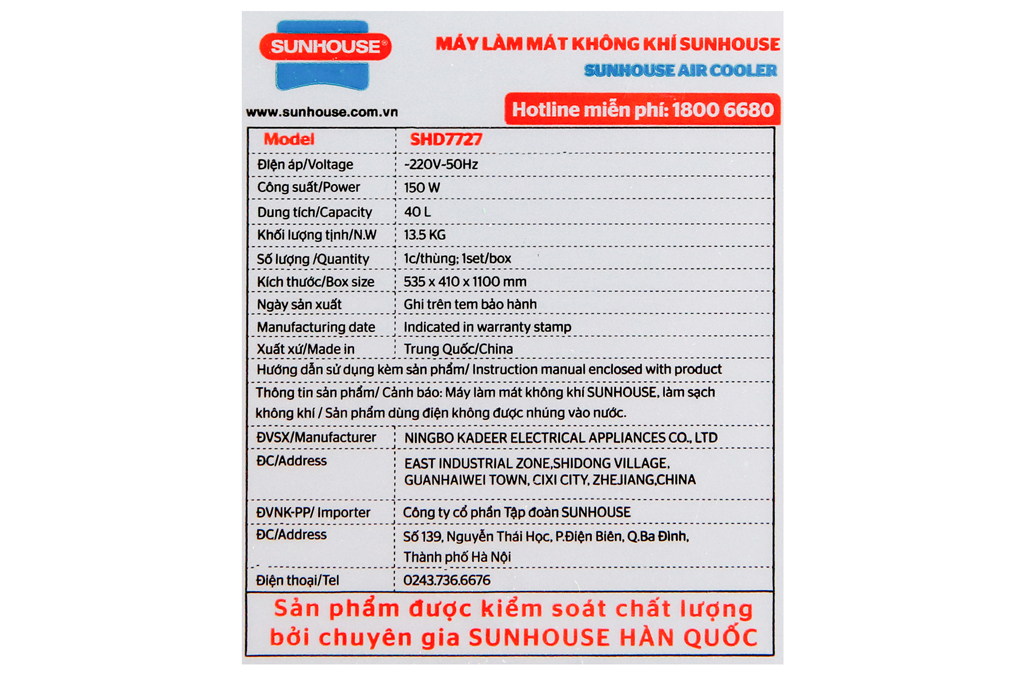 SUNHOUSE®
MÁY LÀM MÁT KHÔNG KHÍ SUNHOUSE
SUNHOUSE AIR COOLER
www.sunhouse.com.vn
Hotline miễn phí: 1800 6680
Model SHD7727
Điện áp/Voltage ~220V-50Hz
Công suất/Power 150 W
Dung tích/Capacity 40 L
Khối lượng tịnh/N.W 13.5 KG
Số lượng /Quantity 1c/thùng; 1set/box
Kích thước/Box size 535 x 410 x 1100 mm
Ngày sản xuất Ghi trên tem bảo hành
Manufacturing date Indicated in warranty stamp
Xuất xứ/Made in Trung Quốc/China
Hướng dẫn sử dụng kèm sản phẩm/ Instruction manual enclosed with product
Thông tin sản phẩm/ Cảnh báo: Máy làm mát không khí SUNHOUSE, làm sạch
không khí / Sản phẩm dùng điện không được nhúng vào nước.
ĐVSX/Manufacturer NINGBO KADEER ELECTRICAL APPLIANCES CO., LTD
ĐC/Address EAST INDUSTRIAL ZONE,SHIDONG VILLAGE,
GUANHAIWEI TOWN, CIXI CITY, ZHEJIANG,CHINA
ĐVNK-PP/ Importer Công ty cổ phần Tập đoàn SUNHOUSE
ĐC/Address Số 139, Nguyễn Thái Học, P.Điện Biên, Q.Ba Đình,
Thành phố Hà Nội
Điện thoại/Tel 0243.736.6676
Sản phẩm được kiểm soát chất lượng
bởi chuyên gia SUNHOUSE HÀN QUỐC